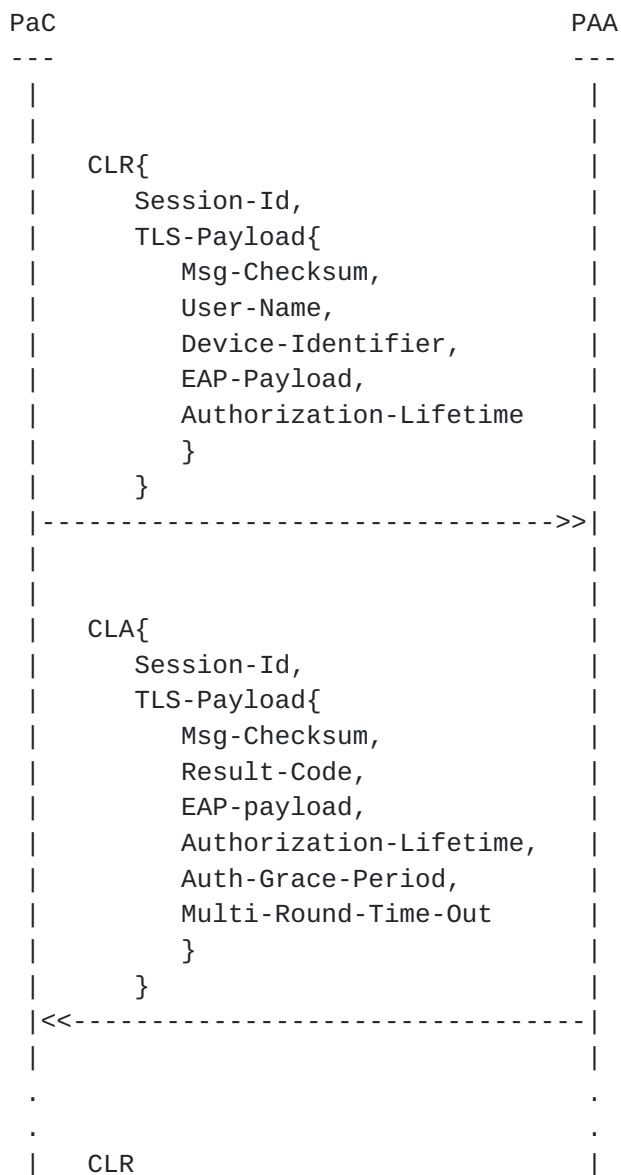 PaC                                 PAA
---                                 ---
 |                                   |
 |                                   |
 |   CLR{                            |
 |      Session-Id,                  |
 |      TLS-Payload{                 |
 |         Msg-Checksum,             |
 |         User-Name,                |
 |         Device-Identifier,        |
 |         EAP-Payload,              |
 |         Authorization-Lifetime    |
 |         }                         |
 |      }                            |
 |--------------------------------->>|
 |                                   |
 |                                   |
 |   CLA{                            |
 |      Session-Id,                  |
 |      TLS-Payload{                 |
 |         Msg-Checksum,             |
 |         Result-Code,              |
 |         EAP-payload,              |
 |         Authorization-Lifetime,   |
 |         Auth-Grace-Period,        |
 |         Multi-Round-Time-Out      |
 |         }                         |
 |      }                            |
 |<<---------------------------------|
 |                                   |
 .                                   .
 .                                   .
 |   CLR                             |